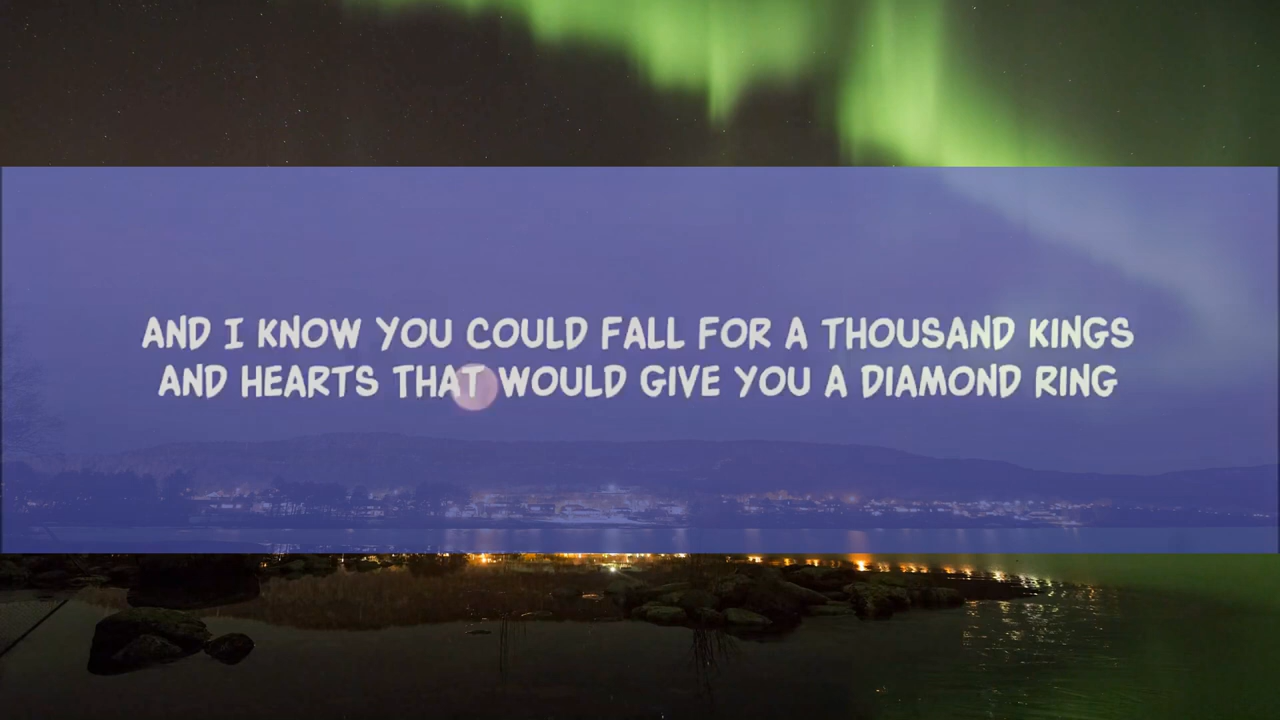 AND I KNOW YOU COULD FALL FOR A THOUSAND KINGS
AND HEARTS THAT WOULD GIVE YOU A DIAMOND RING